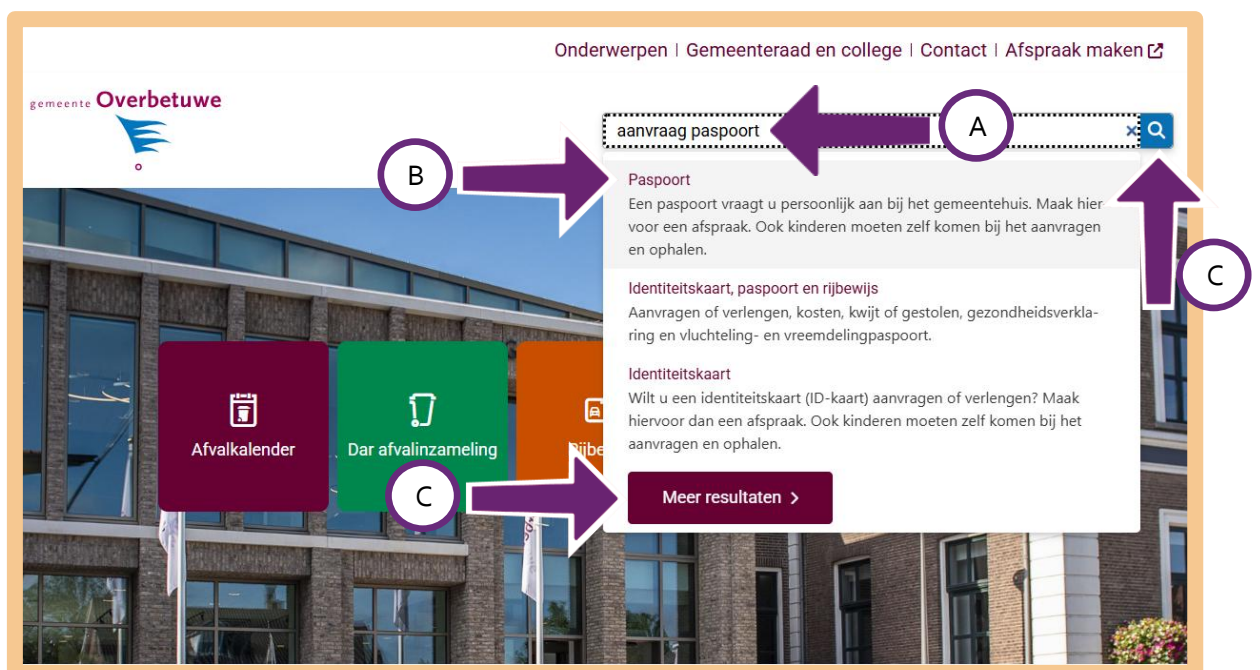 Onderwerpen | Gemeenteraad en college | Contact | Afspraak maken
gemeente Overbetuwe
aanvraag paspoort
A
B
Paspoort
Een paspoort vraagt u persoonlijk aan bij het gemeentehuis. Maak hier
voor een afspraak. Ook kinderen moeten zelf komen bij het aanvragen
en ophalen.
C
Identiteitskaart, paspoort en rijbewijs
Aanvragen of verlengen, kosten, kwijt of gestolen, gezondheidsverkla-
ring en vluchteling- en vreemdelingpaspoort.
Identiteitskaart
Wilt u een identiteitskaart (ID-kaart) aanvragen of verlengen? Maak
hiervoor dan een afspraak. Ook kinderen moeten zelf komen bij het
aanvragen en ophalen.
Afvalkalender
Dar afvalinzameling
C
Meer resultaten